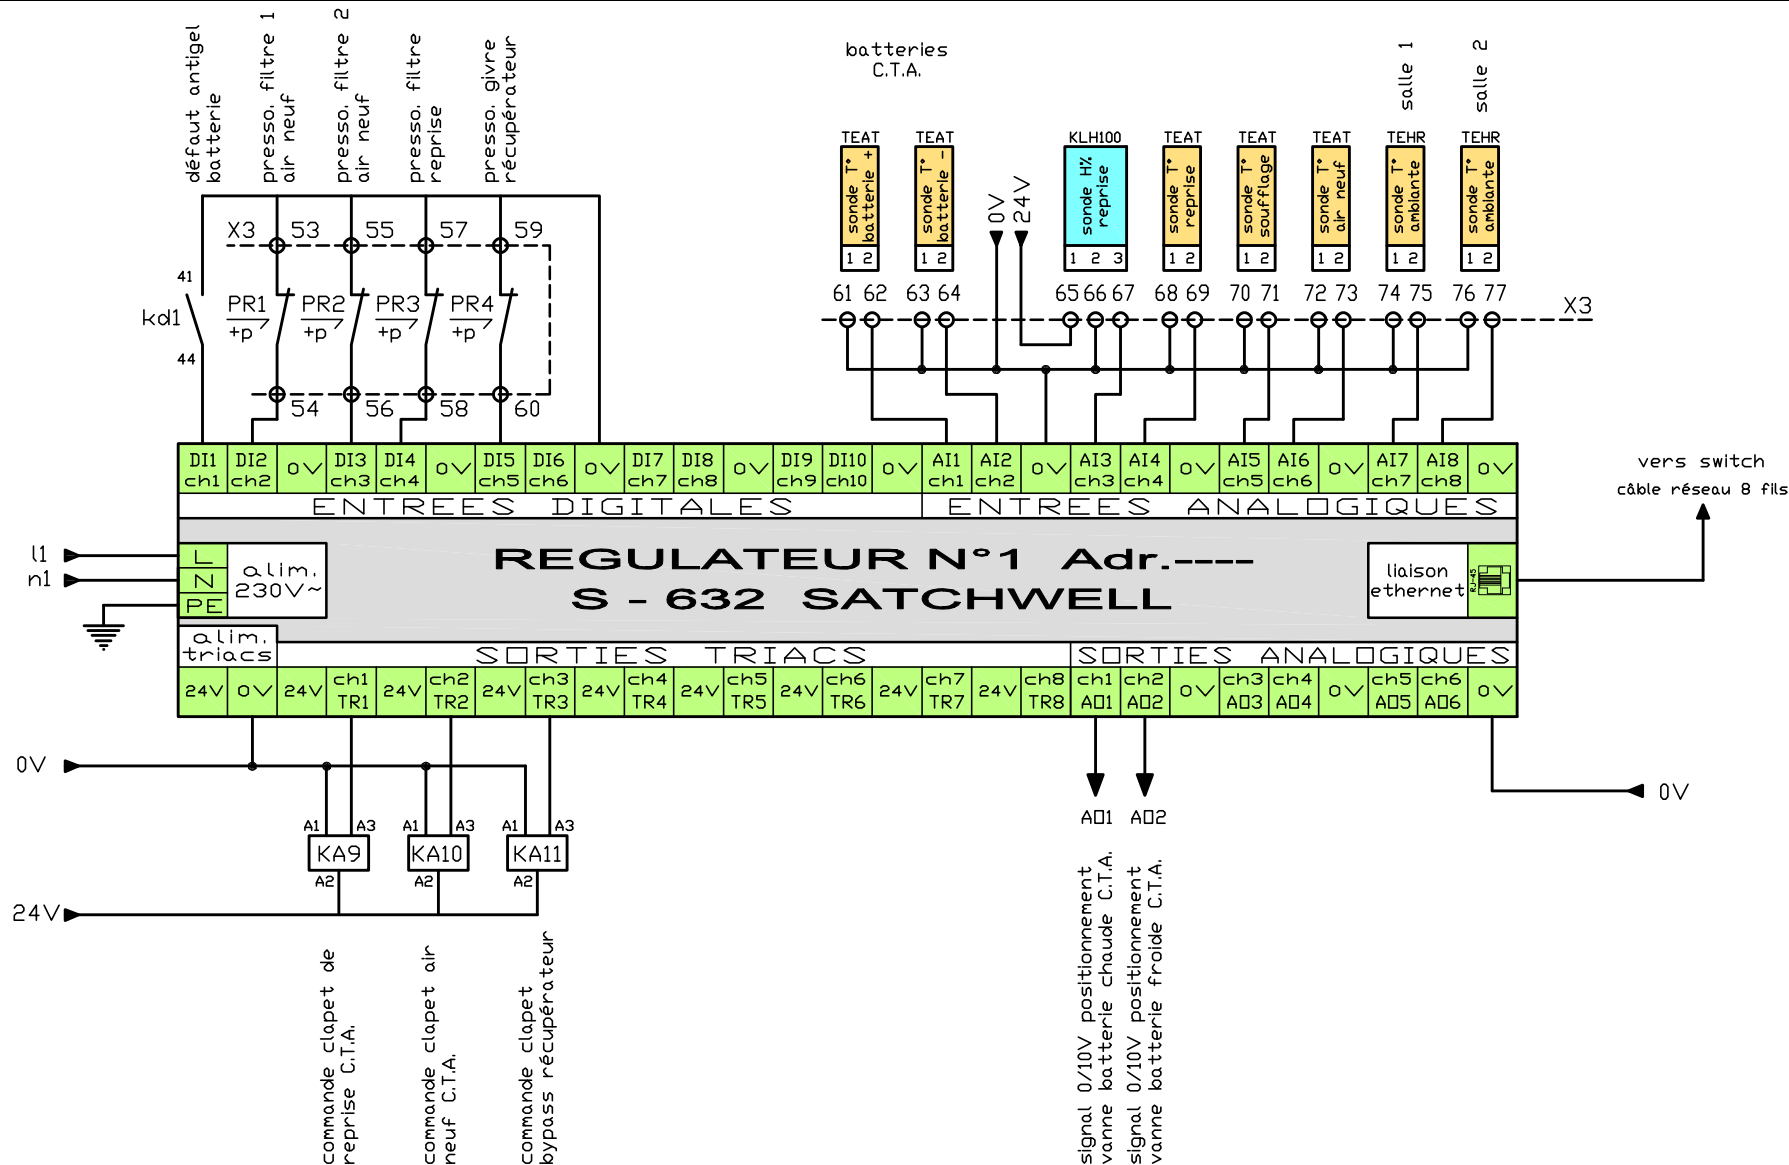 défaut antigel
batterie
presso. filtre 1
air neuf
presso. filtre 2
air neuf
presso. filtre
reprise
presso. givre
récupérateur
batteries
C.T.A.
salle 1
salle 2
TEAT
TEAT
KLH100
TEAT
TEAT
TEAT
TEHR
TEHR
sonde T°
batterie +
sonde T°
batterie -
0V
24V
sonde H%
reprise
sonde T°
reprise
sonde T°
soufflage
sonde T°
air neuf
sonde T°
ambiante
sonde T°
ambiante
1 2
1 2
1 2 3
1 2
1 2
1 2
1 2
1 2
X3 53 55 57 59
61 62 63 64 65 66 67 68 69 70 71 72 73 74 75 76 77
X3
41
kd1
44
PR1
+p
PR2
+p
PR3
+p
PR4
+p
54 56 58 60
DI1 DI2 0V DI3 DI4 0V DI5 DI6 0V DI7 DI8 0V DI9 DI10 0V AI1 AI2 0V AI3 AI4 0V AI5 AI6 0V AI7 AI8 0V
ch1 ch2 ch3 ch4 ch5 ch6 ch7 ch8 ch9 ch10 ch1 ch2 ch3 ch4 ch5 ch6 ch7 ch8
ENTREES DIGITALES
ENTREES ANALOGIQUES
vers switch
câble réseau 8 fils
l1
n1
L
N
PE
alim.
230V~
REGULATEUR N°1 Adr.----
S - 632 SATCHWELL
liaison
ethernet
RJ-45
alim.
triacs
SORTIES TRIACS
SORTIES ANALOGIQUES
24V 0V 24V ch1 24V ch2 24V ch3 24V ch4 24V ch5 24V ch6 24V ch7 24V ch8 ch1 ch2 0V ch3 ch4 0V ch5 ch6 0V
TR1 TR2 TR3 TR4 TR5 TR6 TR7 TR8 AO1 AO2 AO3 AO4 AO5 AO6
0V
0V
A1 A3 A1 A3 A1 A3
KA9 KA10 KA11
A2 A2 A2
24V
AO1 AO2
commande clapet de
reprise C.T.A.
commande clapet air
neuf C.T.A.
commande clapet
bypass récupérateur
signal 0/10V positionnement
vanne batterie chaude C.T.A.
signal 0/10V positionnement
vanne batterie froide C.T.A.